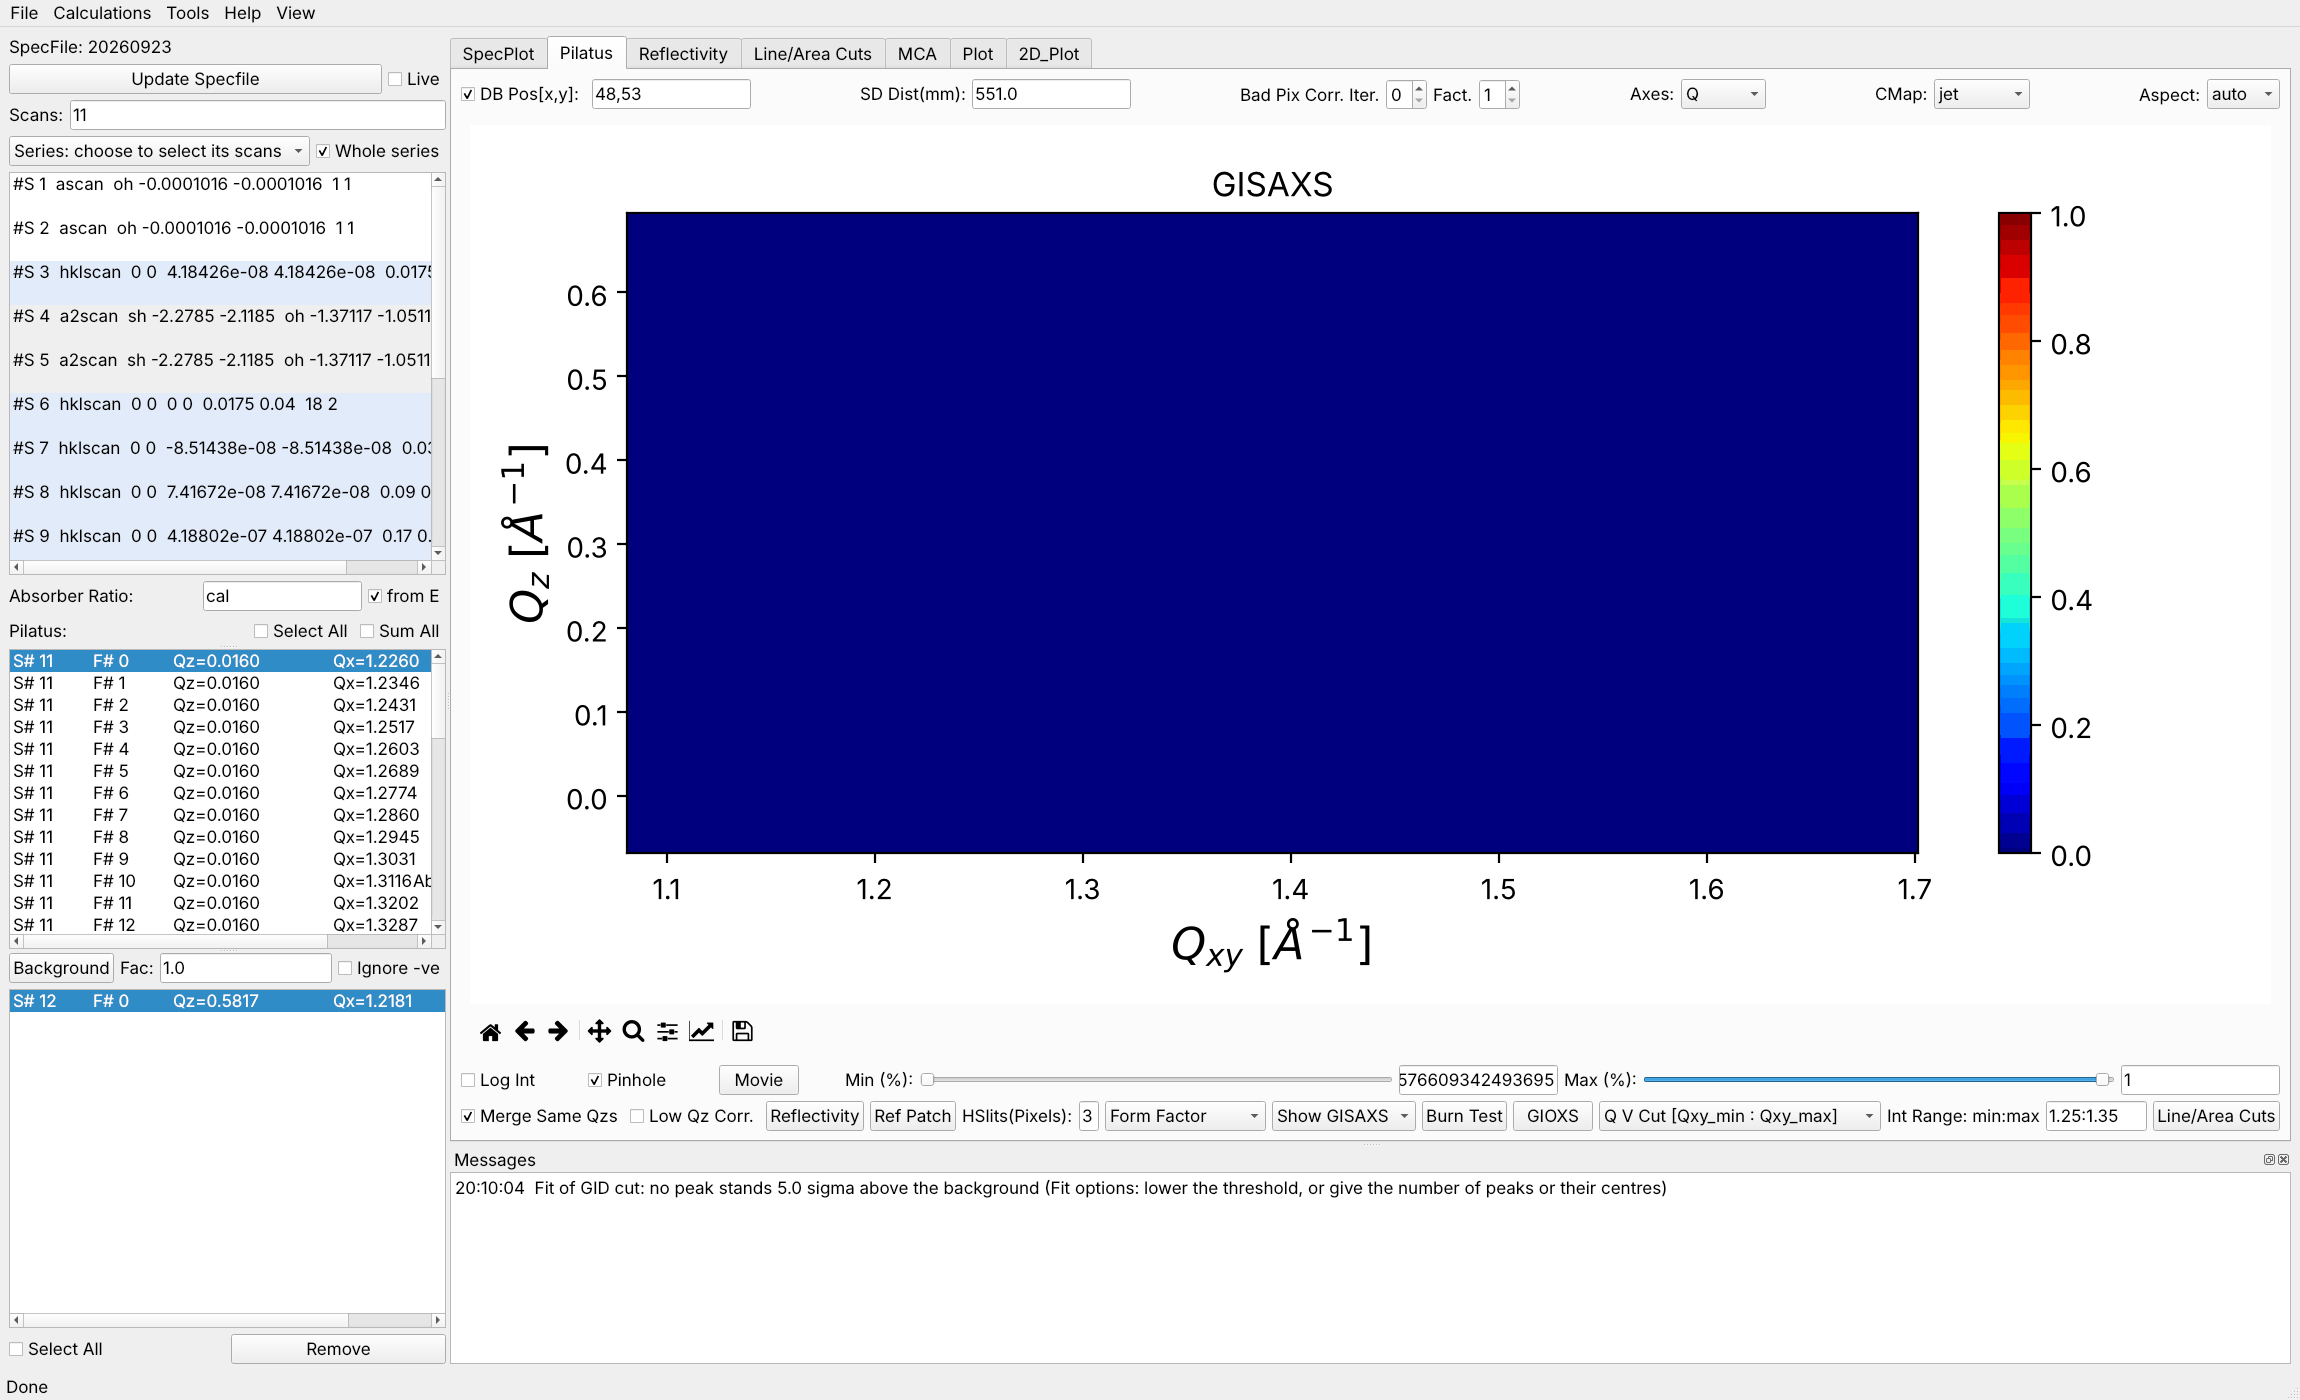 File Calculations Tools Help View
SpecFile: 20260923
Update Specfile Live
Scans: 11
Series: choose to select its scans Whole series
#S 1 ascan oh -0.0001016 -0.0001016 1 1
#S 2 ascan oh -0.0001016 -0.0001016 1 1
#S 3 hklscan 0 0 4.18426e-08 4.18426e-08 0.0175
#S 4 a2scan sh -2.2785 -2.1185 oh -1.37117 -1.0511
#S 5 a2scan sh -2.2785 -2.1185 oh -1.37117 -1.0511
#S 6 hklscan 0 0 0 0 0.0175 0.04 18 2
#S 7 hklscan 0 0 -8.51438e-08 -8.51438e-08 0.03
#S 8 hklscan 0 0 7.41672e-08 7.41672e-08 0.09 0
#S 9 hklscan 0 0 4.18802e-07 4.18802e-07 0.17 0.
Absorber Ratio: cal from E
Pilatus: Select All Sum All
S# 11 F# 0 Qz=0.0160 Qx=1.2260
S# 11 F# 1 Qz=0.0160 Qx=1.2346
S# 11 F# 2 Qz=0.0160 Qx=1.2431
S# 11 F# 3 Qz=0.0160 Qx=1.2517
S# 11 F# 4 Qz=0.0160 Qx=1.2603
S# 11 F# 5 Qz=0.0160 Qx=1.2689
S# 11 F# 6 Qz=0.0160 Qx=1.2774
S# 11 F# 7 Qz=0.0160 Qx=1.2860
S# 11 F# 8 Qz=0.0160 Qx=1.2945
S# 11 F# 9 Qz=0.0160 Qx=1.3031
S# 11 F# 10 Qz=0.0160 Qx=1.3116Ab
S# 11 F# 11 Qz=0.0160 Qx=1.3202
S# 11 F# 12 Qz=0.0160 Qx=1.3287
Background Fac: 1.0 Ignore -ve
S# 12 F# 0 Qz=0.5817 Qx=1.2181
Select All Remove
Done
SpecPlot Pilatus Reflectivity Line/Area Cuts MCA Plot 2D_Plot
DB Pos[x,y]: 48,53 SD Dist(mm): 551.0 Bad Pix Corr. Iter. 0 Fact. 1 Axes: Q CMap: jet Aspect: auto
GISAXS
Qz [Å⁻¹]
0.6
0.5
0.4
0.3
0.2
0.1
0.0
1.1 1.2 1.3 1.4 1.5 1.6 1.7
Qxy [Å⁻¹]
1.0
0.8
0.6
0.4
0.2
0.0
Log Int Pinhole Movie Min (%): 576609342493695 Max (%): 1
Merge Same Qzs Low Qz Corr. Reflectivity Ref Patch HSlits(Pixels): 3 Form Factor Show GISAXS Burn Test GIOXS Q V Cut [Qxy_min : Qxy_max] Int Range: min:max 1.25:1.35 Line/Area Cuts
Messages
20:10:04 Fit of GID cut: no peak stands 5.0 sigma above the background (Fit options: lower the threshold, or give the number of peaks or their centres)